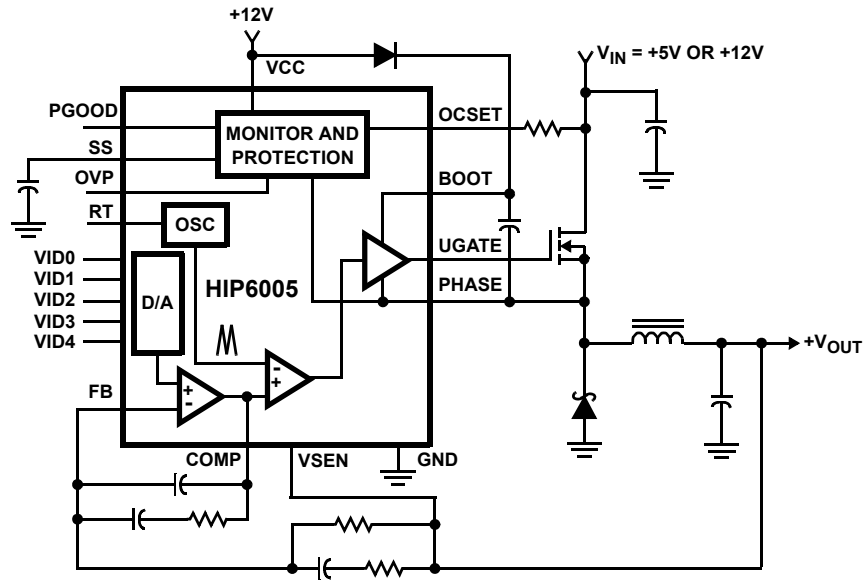 +12V
VCC
V_IN = +5V OR +12V
PGOOD
MONITOR AND
PROTECTION
OCSET
SS
OVP
BOOT
RT
OSC
UGATE
VID0
VID1
VID2
VID3
VID4
D/A
HIP6005
PHASE
+V_OUT
- 
+
FB
+
-
COMP
VSEN
GND